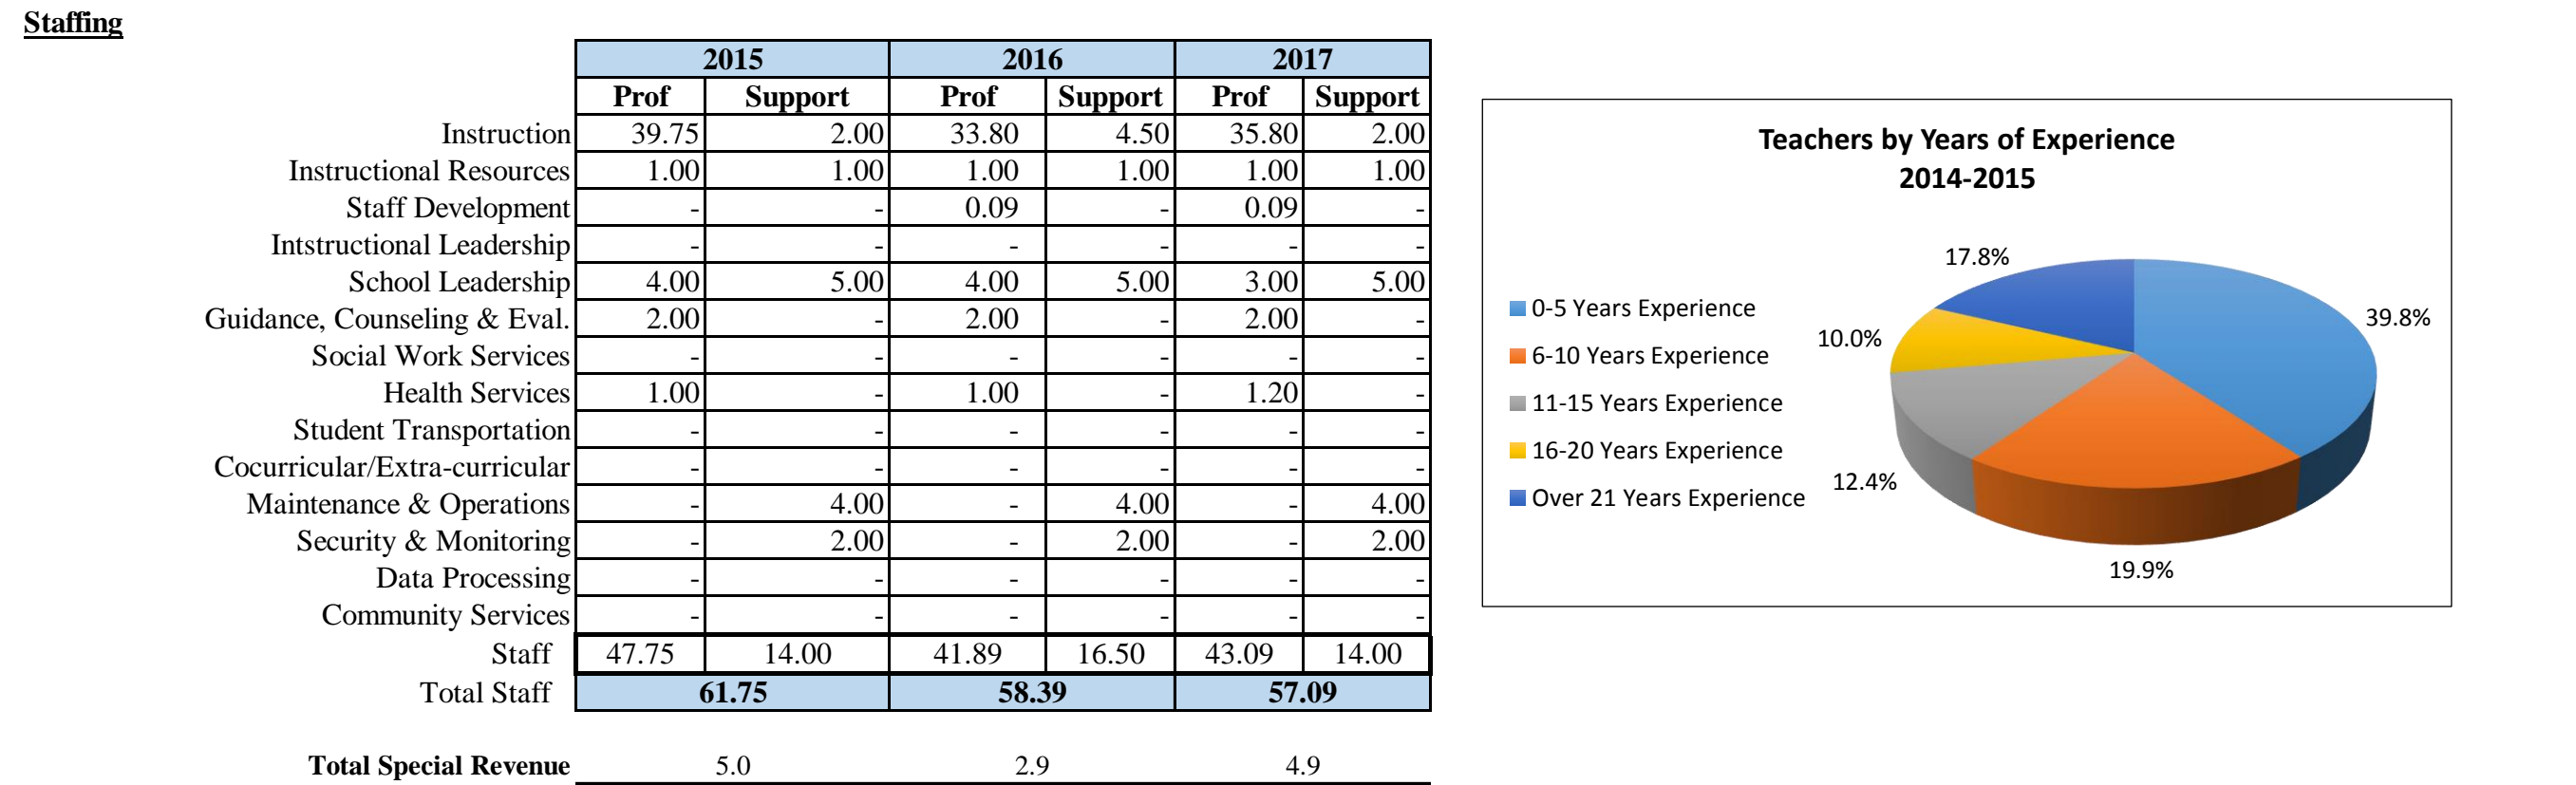 Staffing
2015 2016 2017
Prof Support Prof Support Prof Support
Instruction 39.75 2.00 33.80 4.50 35.80 2.00
Instructional Resources 1.00 1.00 1.00 1.00 1.00 1.00
Staff Development - - 0.09 - 0.09 -
Intstructional Leadership - - - - - -
School Leadership 4.00 5.00 4.00 5.00 3.00 5.00
Guidance, Counseling & Eval. 2.00 - 2.00 - 2.00 -
Social Work Services - - - - - -
Health Services 1.00 - 1.00 - 1.20 -
Student Transportation - - - - - -
Cocurricular/Extra-curricular - - - - - -
Maintenance & Operations - 4.00 - 4.00 - 4.00
Security & Monitoring - 2.00 - 2.00 - 2.00
Data Processing - - - - - -
Community Services - - - - - -
Staff 47.75 14.00 41.89 16.50 43.09 14.00
Total Staff 61.75 58.39 57.09
Total Special Revenue 5.0 2.9 4.9
Teachers by Years of Experience
2014-2015
0-5 Years Experience
6-10 Years Experience
11-15 Years Experience
16-20 Years Experience
Over 21 Years Experience
17.8%
39.8%
10.0%
12.4%
19.9%